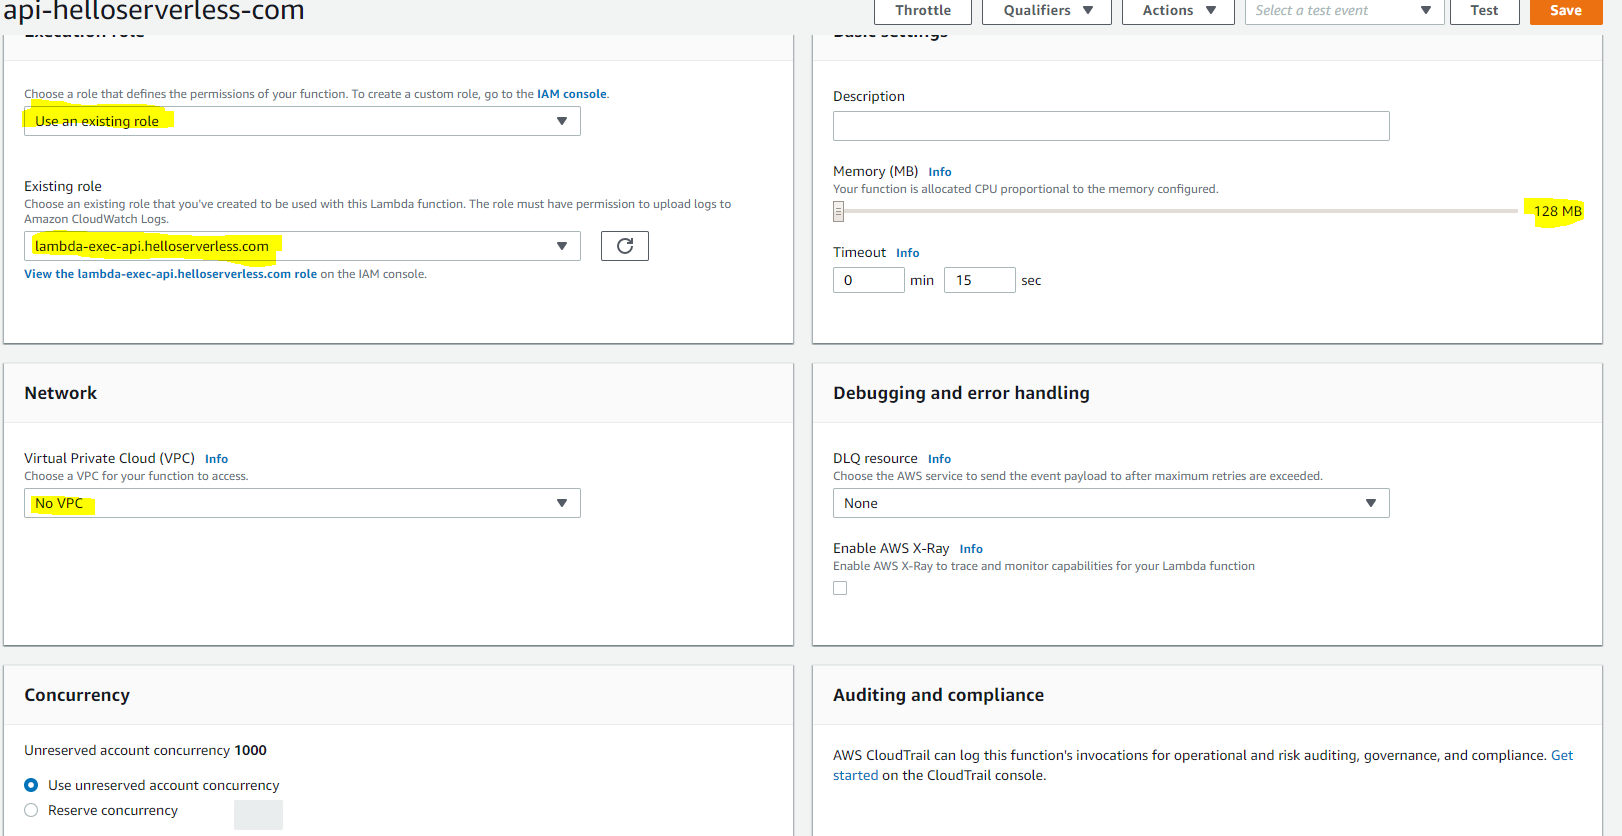 api-helloserverless-com
Throttle
Qualifiers
Actions
Select a test event
Test
Save
Execution role
Choose a role that defines the permissions of your function. To create a custom role, go to the IAM console.
Use an existing role
Existing role
Choose an existing role that you've created to be used with this Lambda function. The role must have permission to upload logs to
Amazon CloudWatch Logs.
lambda-exec-api.helloserverless.com
View the lambda-exec-api.helloserverless.com role on the IAM console.
Basic settings
Description
Memory (MB) Info
Your function is allocated CPU proportional to the memory configured.
128 MB
Timeout Info
0 min 15 sec
Network
Virtual Private Cloud (VPC) Info
Choose a VPC for your function to access.
No VPC
Debugging and error handling
DLQ resource Info
Choose the AWS service to send the event payload to after maximum retries are exceeded.
None
Enable AWS X-Ray Info
Enable AWS X-Ray to trace and monitor capabilities for your Lambda function
Concurrency
Unreserved account concurrency 1000
Use unreserved account concurrency
Reserve concurrency
Auditing and compliance
AWS CloudTrail can log this function's invocations for operational and risk auditing, governance, and compliance. Get
started on the CloudTrail console.